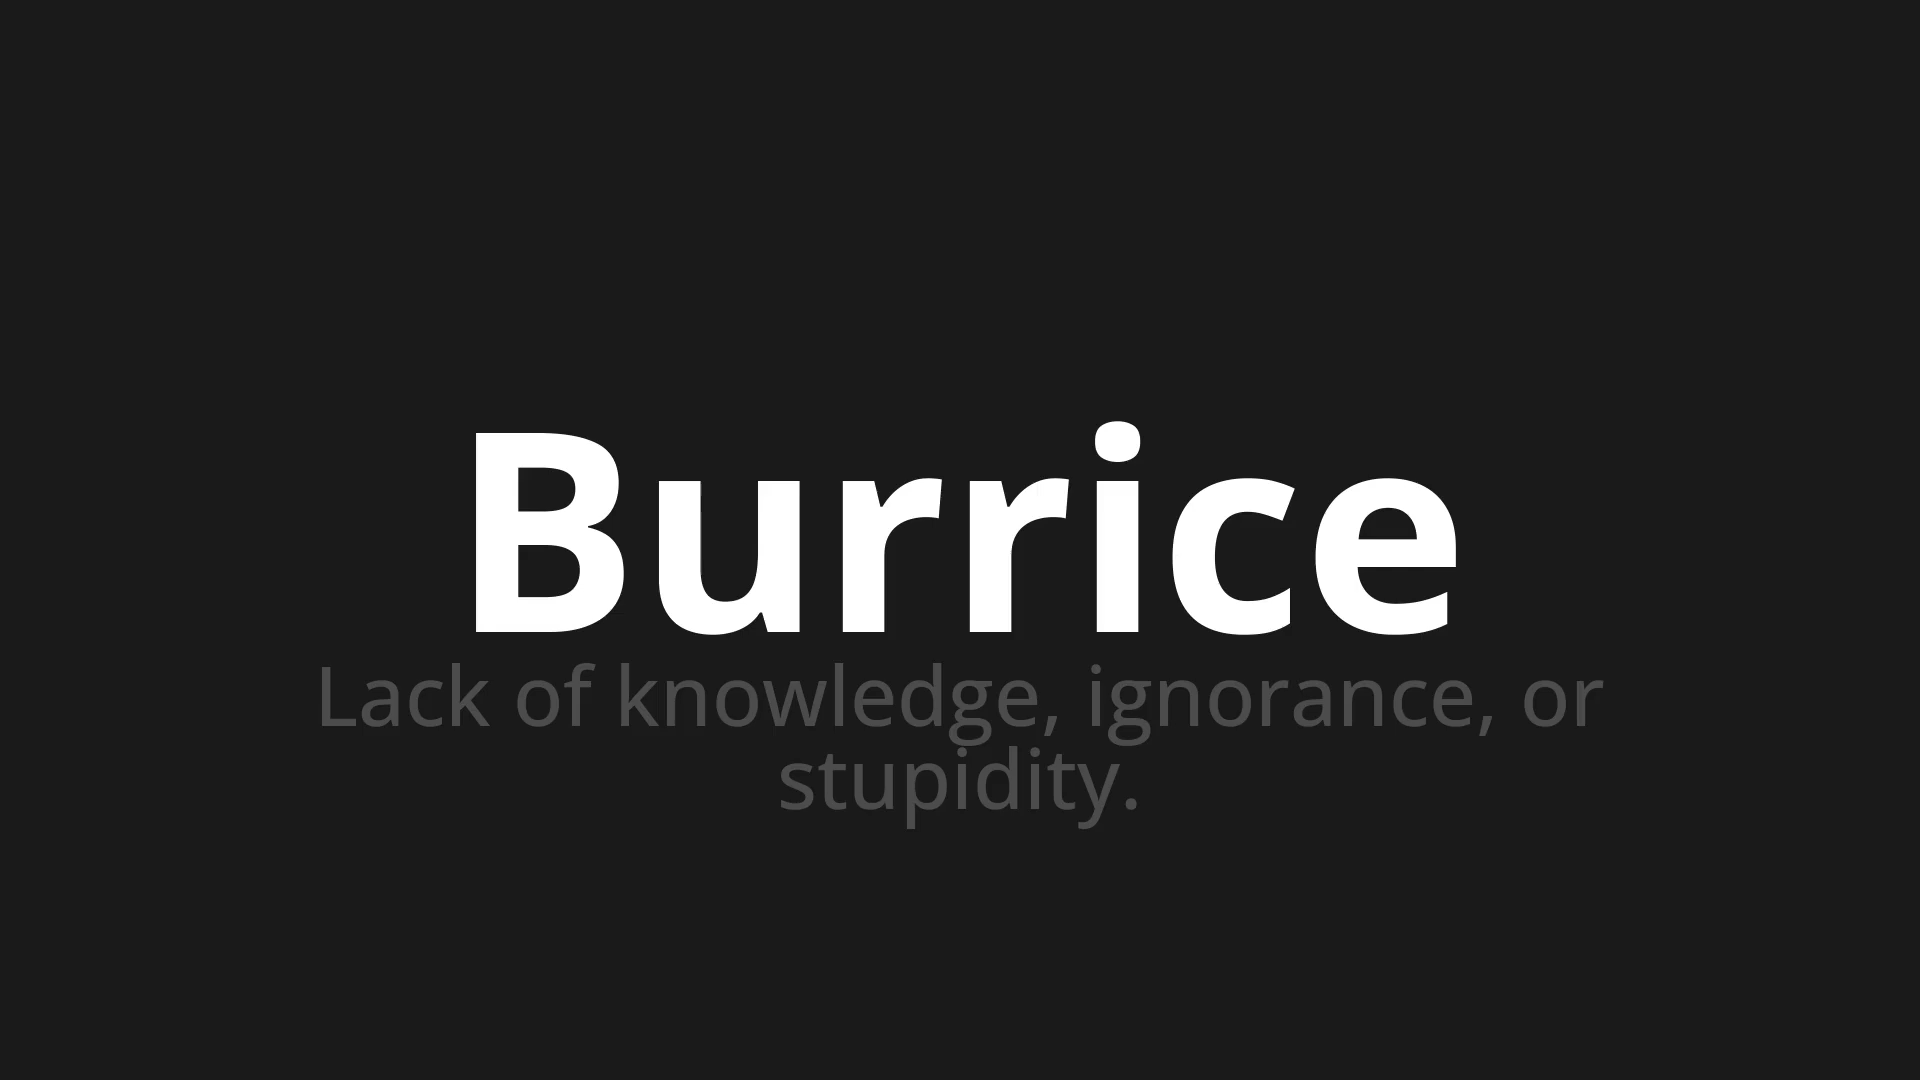 Burrice
Lack of knowledge, ignorance, or
stupidity.